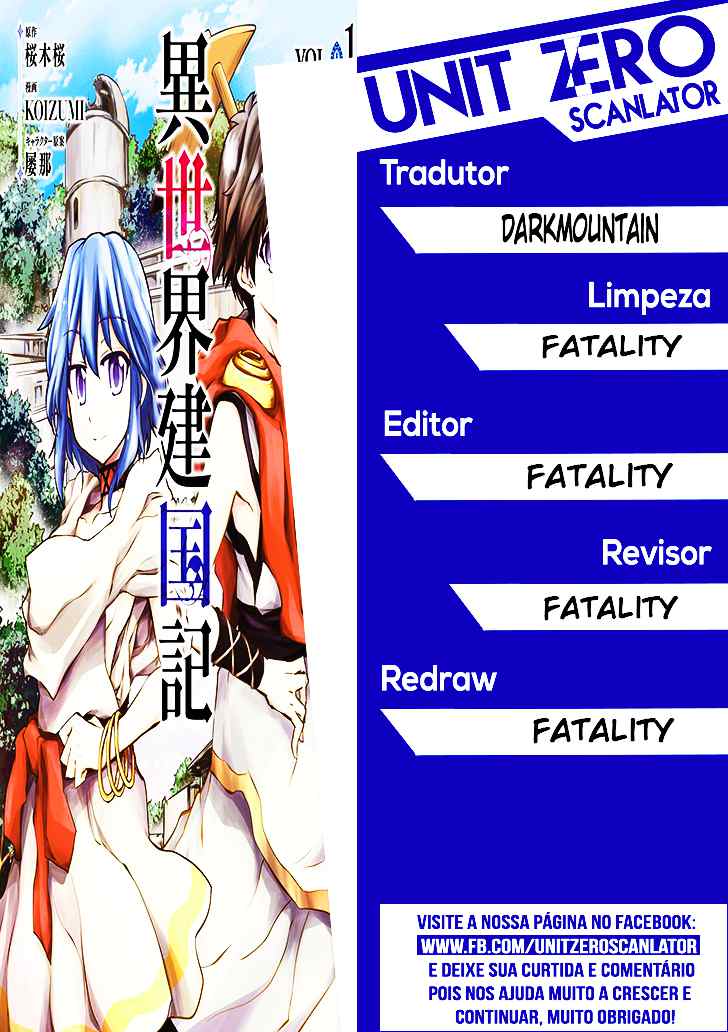 原作
桜木桜
漫画
KOIZUMI
キャラクター原案
屡那
異世界建国記
UNIT ZERO
SCANLATOR
Tradutor
DARKMOUNTAIN
Limpeza
FATALITY
Editor
FATALITY
Revisor
FATALITY
Redraw
FATALITY
VISITE A NOSSA PÁGINA NO FACEBOOK:
WWW.FB.COM/UNITZEROSCANLATOR
E DEIXE SUA CURTIDA E COMENTÁRIO
POIS NOS AJUDA MUITO A CRESCER E
CONTINUAR, MUITO OBRIGADO!